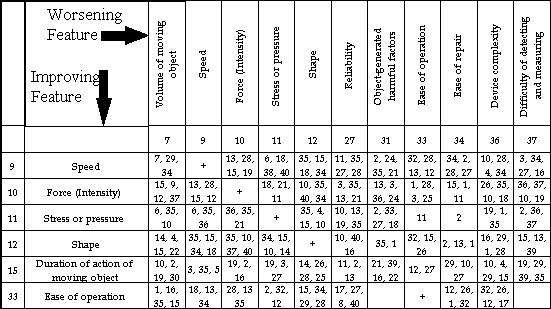 Worsening
Feature
Improving
Feature
Volume of moving
object
Speed
Force (Intensity)
Stress or pressure
Shape
Reliability
Object-generated
harmful factors
Ease of operation
Ease of repair
Device complexity
Difficulty of detecting
and measuring
7 9 10 11 12 27 31 33 34 36 37
7, 29, 13, 28, 6, 18, 35, 15, 11, 35, 2, 24, 32, 28, 34, 2, 10, 28, 3, 34,
9 Speed +
34 15, 19 38, 40 18, 34 27, 28 35, 21 13, 12 28, 27 4, 34 27, 16
15, 9, 13, 28, 18, 21, 10, 35, 3, 35, 13, 3, 1, 28, 15, 1, 26, 35, 36, 37,
10 Force (Intensity) +
12, 37 15, 12 11 40, 34 13, 21 36, 24 3, 25 11 10, 18 10, 19
6, 35, 6, 35, 36, 35, 35, 4, 10, 13, 2, 33, 19, 1, 2, 36,
11 Stress or pressure + 11 2
10 36 21 15, 10 19, 35 27, 18 35 37
14, 4, 35, 15, 35, 10, 34, 15, 10, 40, 32, 15, 16, 29, 15, 13,
12 Shape + 35, 1 2, 13, 1
15, 22 34, 18 37, 40 10, 14 16 26 1, 28 39
Duration of action of 10, 2, 19, 2, 19, 3, 14, 26, 11, 2, 21, 39, 29, 10, 10, 4, 19, 29,
15 3, 35, 5 12, 27
moving object 19, 30 16 27 28, 25 13 16, 22 27 29, 15 39, 35
1, 16, 18, 13, 28, 13, 2, 32, 15, 34, 17, 27, 12, 26, 32, 26,
33 Ease of operation +
35, 15 34 35 12 29, 28 8, 40 1, 32 12, 17